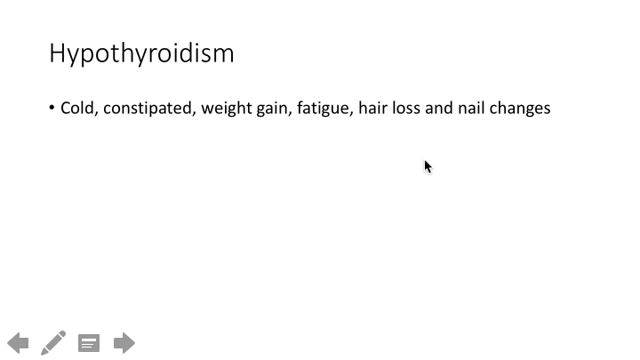 Hypothyroidism
• Cold, constipated, weight gain, fatigue, hair loss and nail changes